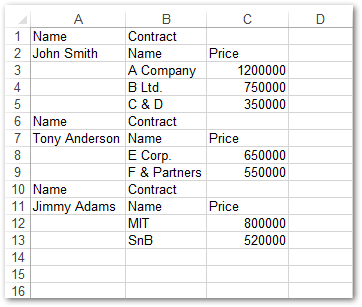 A B C D
1 Name Contract
2 John Smith Name Price
3 A Company 1200000
4 B Ltd. 750000
5 C & D 350000
6 Name Contract
7 Tony Anderson Name Price
8 E Corp. 650000
9 F & Partners 550000
10 Name Contract
11 Jimmy Adams Name Price
12 MIT 800000
13 SnB 520000
14
15
16